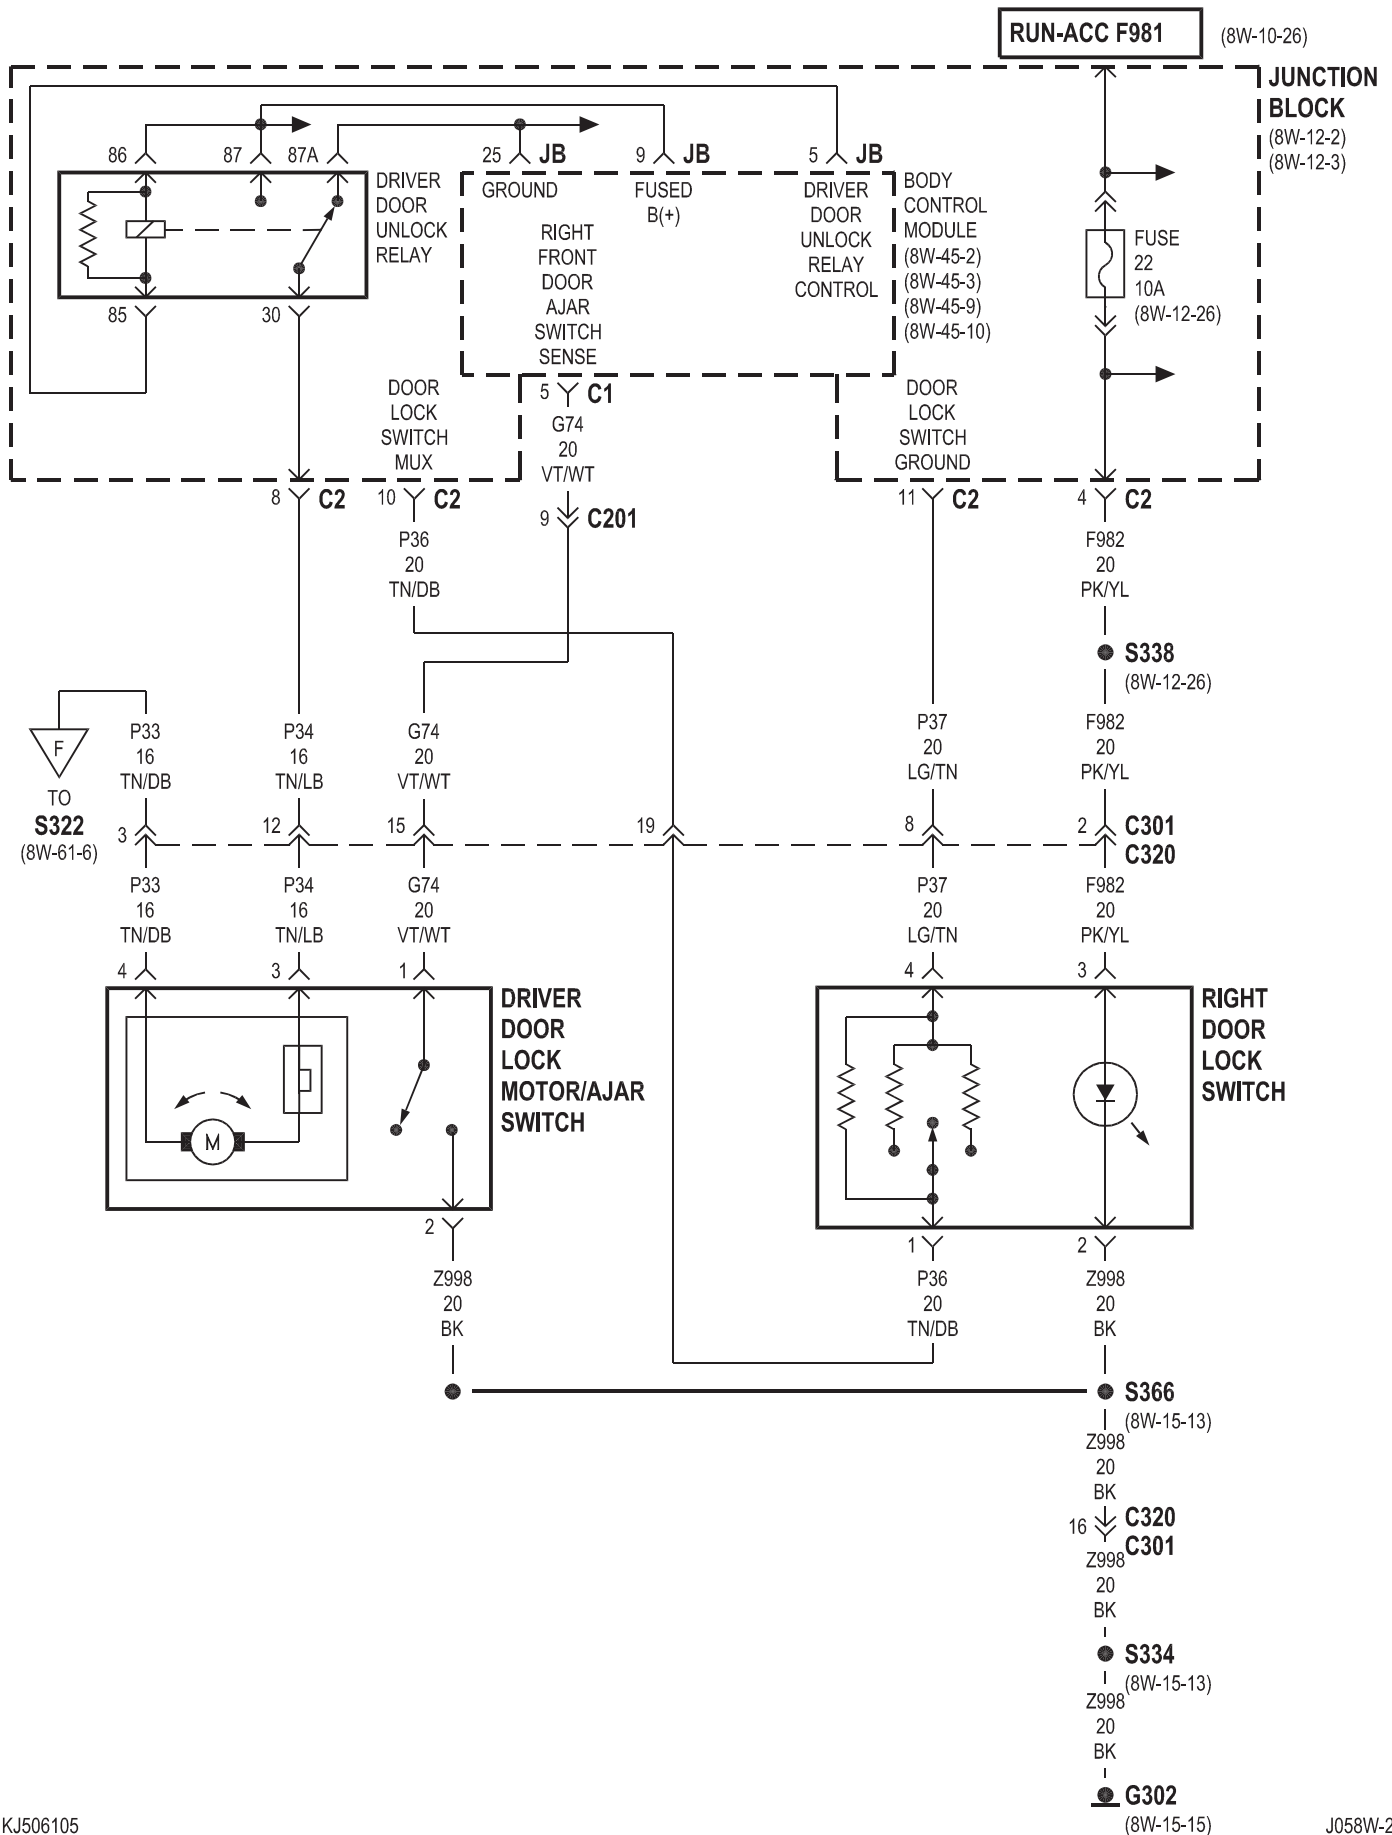 RUN-ACC F981
(8W-10-26)
JUNCTION
BLOCK
(8W-12-2)
(8W-12-3)
86
87
87A
25
JB
9
JB
5
JB
DRIVER
DOOR
UNLOCK
RELAY
GROUND
FUSED
B(+)
DRIVER
DOOR
UNLOCK
RELAY
CONTROL
RIGHT
FRONT
DOOR
AJAR
SWITCH
SENSE
BODY
CONTROL
MODULE
(8W-45-2)
(8W-45-3)
(8W-45-9)
(8W-45-10)
FUSE
22
10A
(8W-12-26)
85
30
DOOR
LOCK
SWITCH
MUX
5
C1
G74
20
VT/WT
DOOR
LOCK
SWITCH
GROUND
8
C2
10
C2
9
C201
11
C2
4
C2
P36
20
TN/DB
F982
20
PK/YL
S338
(8W-12-26)
F
TO
S322
(8W-61-6)
P33
16
TN/DB
P34
16
TN/LB
G74
20
VT/WT
P37
20
LG/TN
F982
20
PK/YL
3
12
15
19
8
2
C301
C320
P33
16
TN/DB
P34
16
TN/LB
G74
20
VT/WT
P37
20
LG/TN
F982
20
PK/YL
4
3
1
4
3
DRIVER
DOOR
LOCK
MOTOR/AJAR
SWITCH
M
RIGHT
DOOR
LOCK
SWITCH
2
1
2
Z998
20
BK
P36
20
TN/DB
Z998
20
BK
S366
(8W-15-13)
Z998
20
BK
16
C320
C301
Z998
20
BK
S334
(8W-15-13)
Z998
20
BK
G302
(8W-15-15)
KJ506105
J058W-2